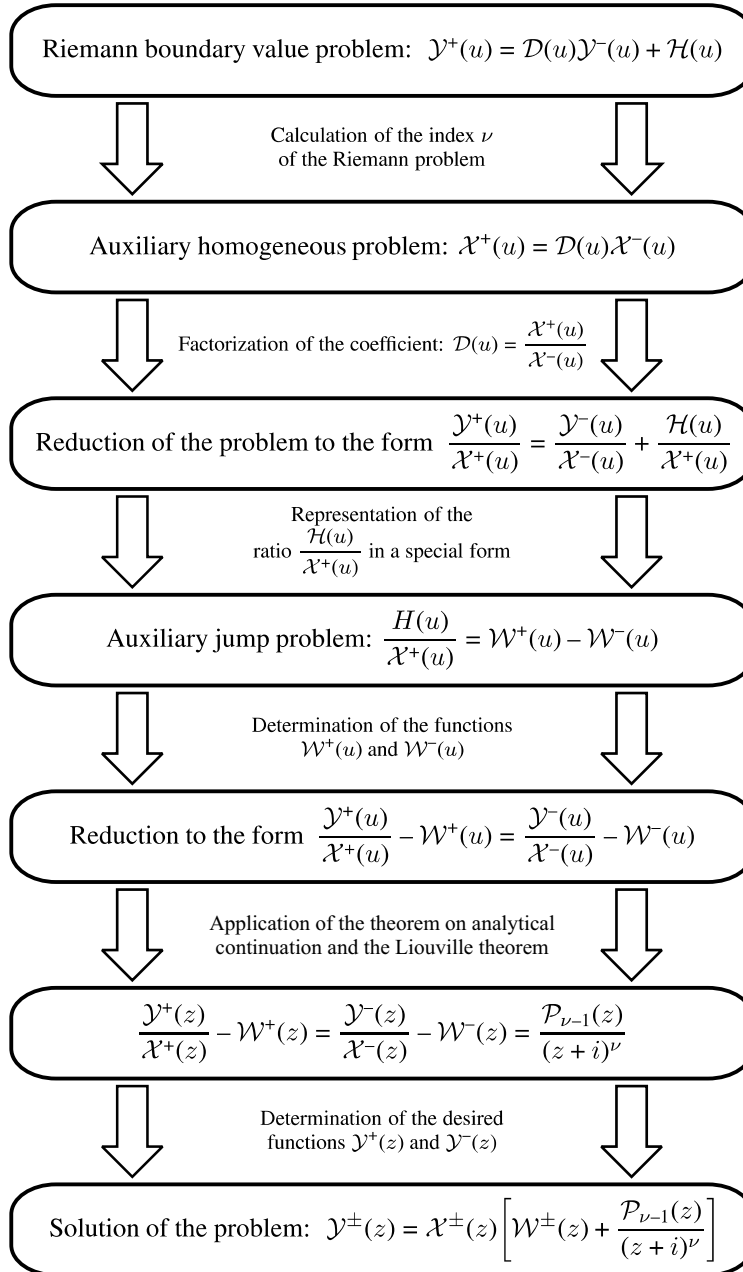 Riemann boundary value problem: 𝒴⁺(u) = 𝒟(u)𝒴⁻(u) + ℋ(u)
Calculation of the index ν
of the Riemann problem
Auxiliary homogeneous problem: 𝒳⁺(u) = 𝒟(u)𝒳⁻(u)
Factorization of the coefficient: 𝒟(u) = 𝒳⁺(u)/𝒳⁻(u)
Reduction of the problem to the form 𝒴⁺(u)/𝒳⁺(u) = 𝒴⁻(u)/𝒳⁻(u) + ℋ(u)/𝒳⁺(u)
Representation of the
ratio ℋ(u)/𝒳⁺(u) in a special form
Auxiliary jump problem: H(u)/𝒳⁺(u) = 𝒲⁺(u) – 𝒲⁻(u)
Determination of the functions
𝒲⁺(u) and 𝒲⁻(u)
Reduction to the form 𝒴⁺(u)/𝒳⁺(u) – 𝒲⁺(u) = 𝒴⁻(u)/𝒳⁻(u) – 𝒲⁻(u)
Application of the theorem on analytical
continuation and the Liouville theorem
𝒴⁺(z)/𝒳⁺(z) – 𝒲⁺(z) = 𝒴⁻(z)/𝒳⁻(z) – 𝒲⁻(z) = 𝒫_{ν–1}(z)/(z + i)^ν
Determination of the desired
functions 𝒴⁺(z) and 𝒴⁻(z)
Solution of the problem: 𝒴^±(z) = 𝒳^±(z)[𝒲^±(z) + 𝒫_{ν–1}(z)/(z + i)^ν]